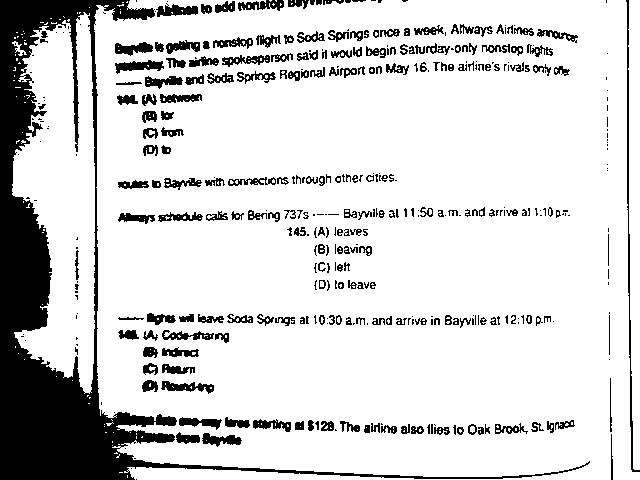 Always Airlines to add nonstop Bayville
Bayville is getting a nonstop flight to Soda Springs once a week, Allways Airlines announced
yesterday. The airline spokesperson said it would begin Saturday-only nonstop flights
------ Bayville and Soda Springs Regional Airport on May 16. The airline's rivals only offer
144. (A) between
(B) for
(C) from
(D) to
routes to Bayville with connections through other cities.
Allways schedule calls for Bering 737s ------ Bayville at 11:50 a.m. and arrive at 1:10 p.m.
145. (A) leaves
(B) leaving
(C) left
(D) to leave
------ flights will leave Soda Springs at 10:30 a.m. and arrive in Bayville at 12:10 p.m.
146. (A) Code-sharing
(B) Indirect
(C) Return
(D) Round-trip
one-way fares starting at $128. The airline also flies to Oak Brook, St. Ignace
from Bayville